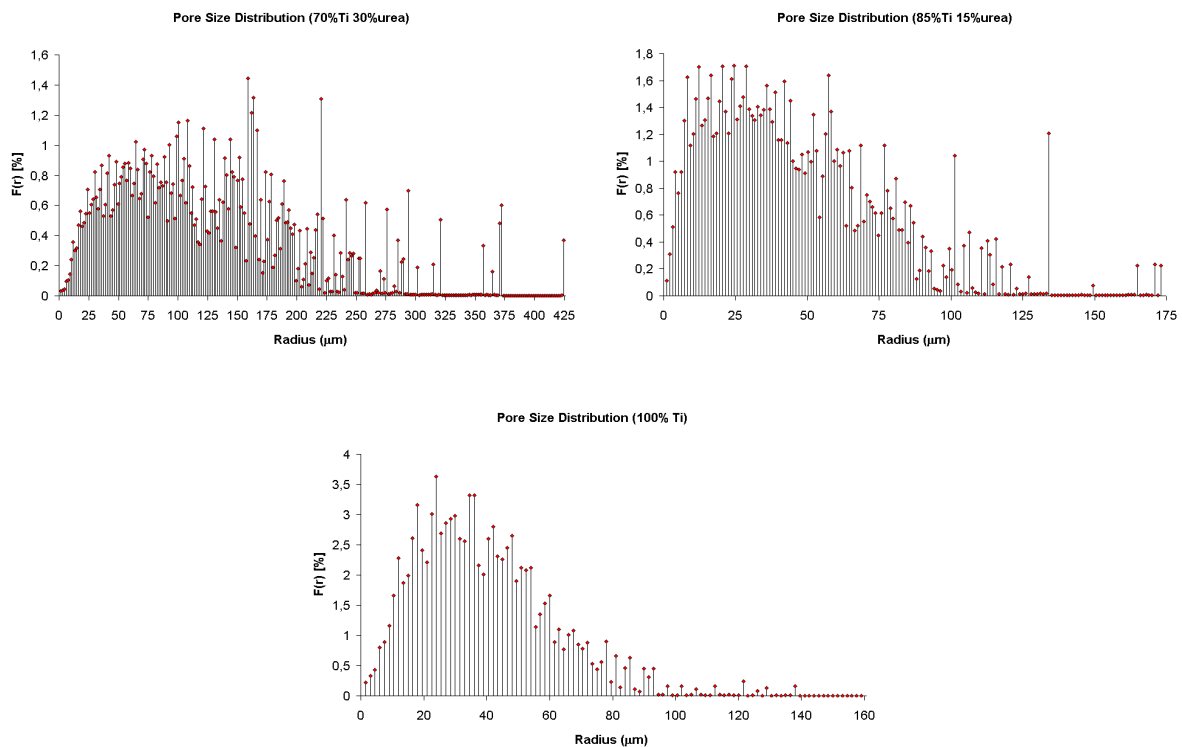 Pore Size Distribution (70%Ti 30%urea)
1,6
1,4
1,2
1
0,8
0,6
0,4
0,2
0
F(r) [%]
0 25 50 75 100 125 150 175 200 225 250 275 300 325 350 375 400 425
Radius (μm)
Pore Size Distribution (85%Ti 15%urea)
1,8
1,6
1,4
1,2
1
0,8
0,6
0,4
0,2
0
F(r) [%]
0 25 50 75 100 125 150 175
Radius (μm)
Pore Size Distribution (100% Ti)
4
3,5
3
2,5
2
1,5
1
0,5
0
F(r) [%]
0 20 40 60 80 100 120 140 160
Radius (μm)